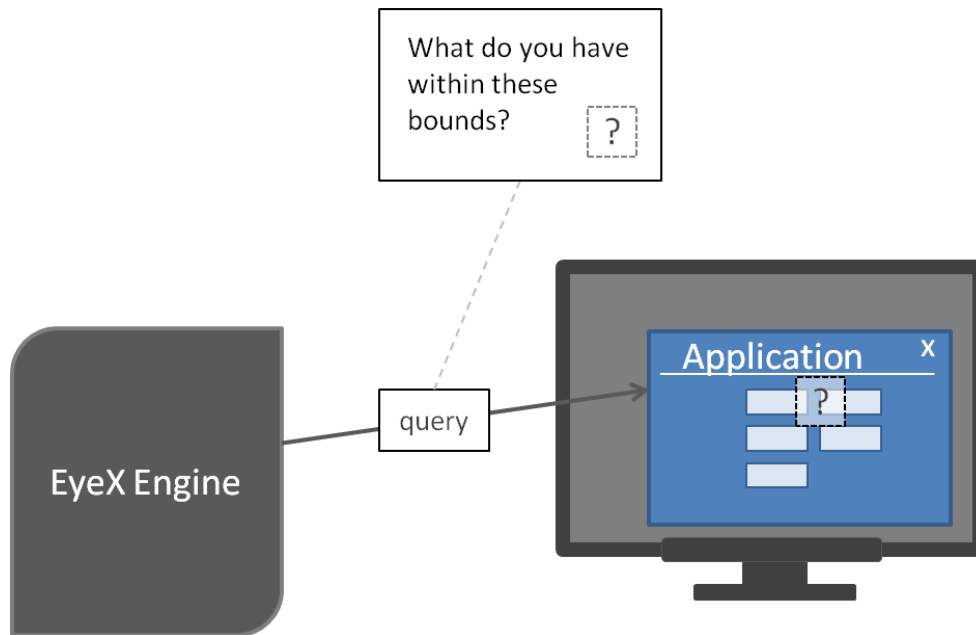 What do you have
within these
bounds?
?
Application
X
?
query
EyeX Engine